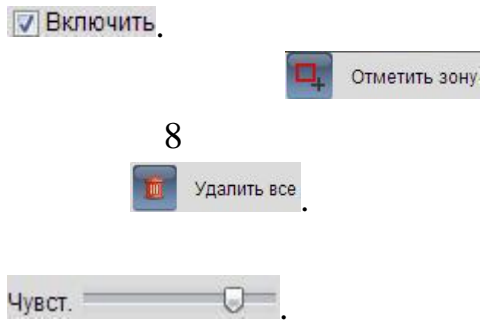 Включить.
Отметить зону
8
Удалить все.
Чувст. .